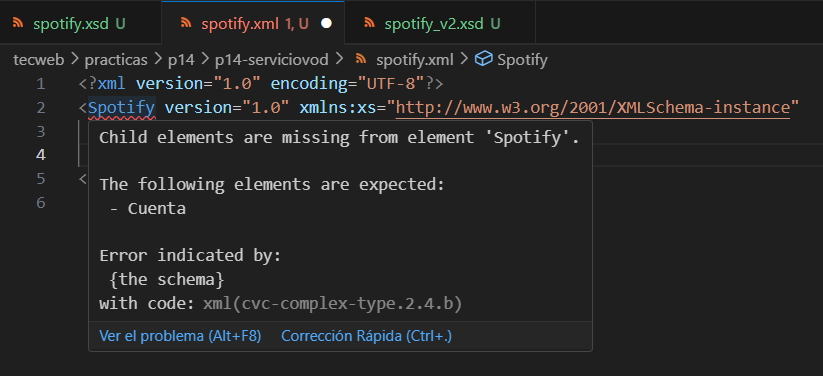 spotify.xsd U
spotify.xml 1, U
spotify_v2.xsd U
tecweb > practicas > p14 > p14-serviciovod > spotify.xml > Spotify
1 <?xml version="1.0" encoding="UTF-8"?>
2 <Spotify version="1.0" xmlns:xs="http://www.w3.org/2001/XMLSchema-instance"
3
4
5 <
6
Child elements are missing from element 'Spotify'.
The following elements are expected:
- Cuenta
Error indicated by:
{the schema}
with code: xml(cvc-complex-type.2.4.b)
Ver el problema (Alt+F8) Corrección Rápida (Ctrl+.)